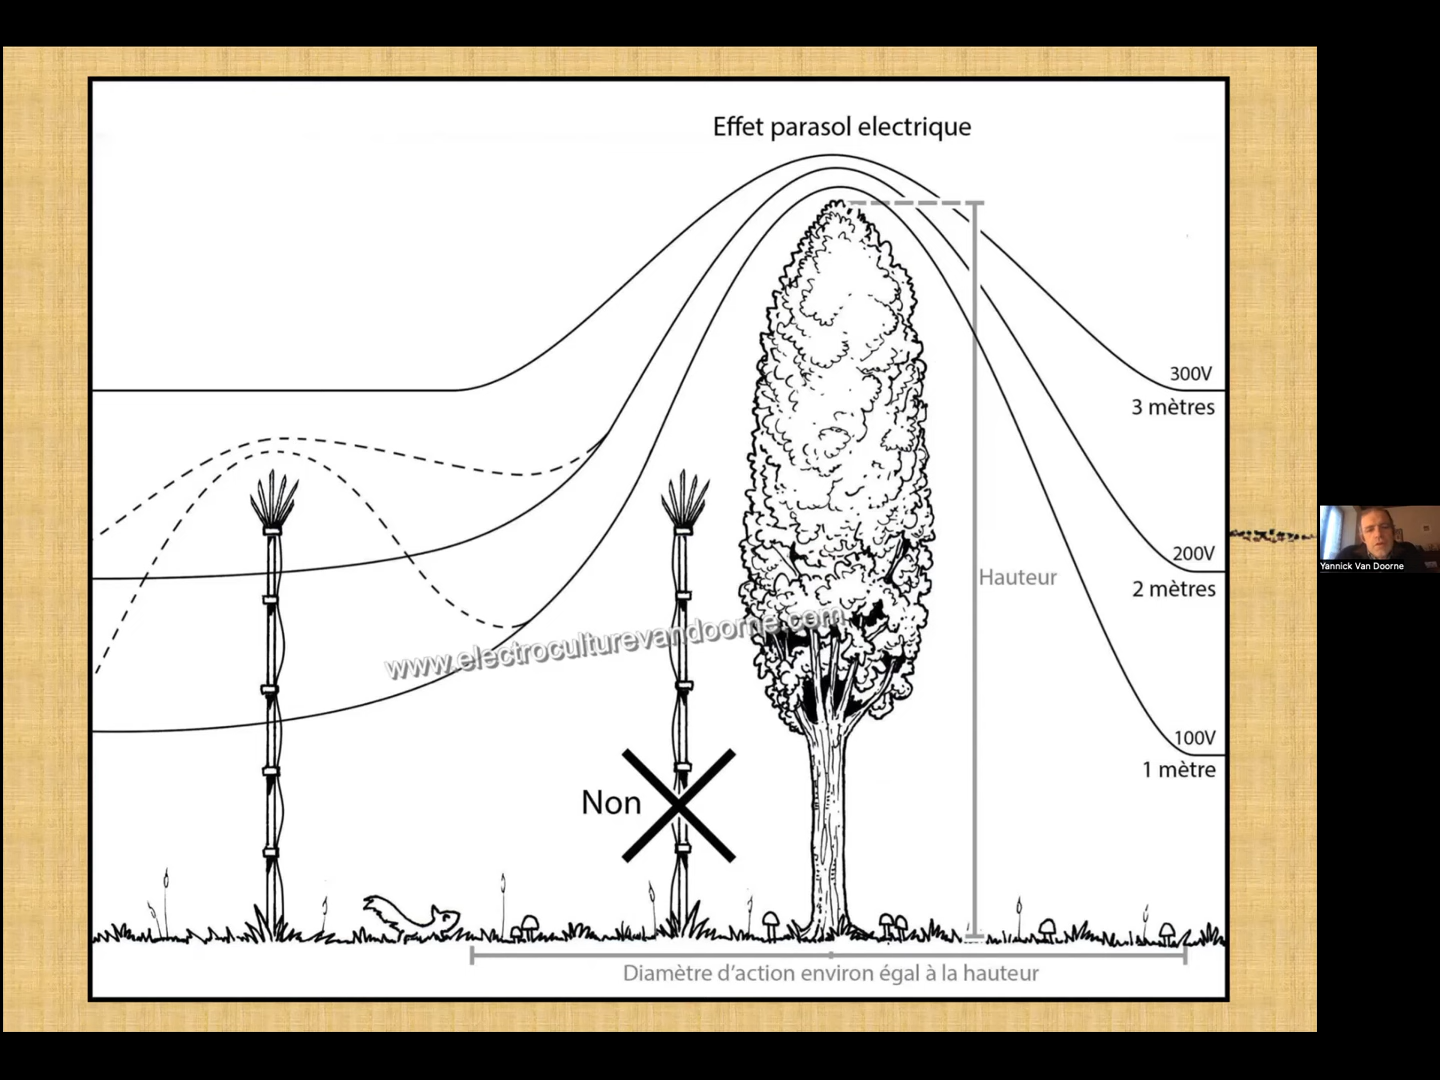 Effet parasol electrique
300V
3 mètres
200V
Hauteur
2 mètres
www.electroculturevandoorne.com
100V
1 mètre
Non
Diamètre d'action environ égal à la hauteur
Yannick Van Doorne